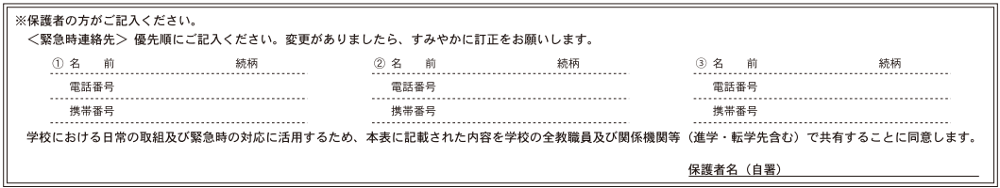 ※保護者の方がご記入ください。
＜緊急時連絡先＞ 優先順にご記入ください。変更がありましたら、すみやかに訂正をお願いします。
① 名　前　　　　　　続柄　　　　　② 名　前　　　　　　続柄　　　　　③ 名　前　　　　　　続柄
電話番号　　　　　電話番号　　　　　電話番号
携帯番号　　　　　携帯番号　　　　　携帯番号
学校における日常の取組及び緊急時の対応に活用するため、本表に記載された内容を学校の全教職員及び関係機関等（進学・転学先含む）で共有することに同意します。
保護者名（自署）